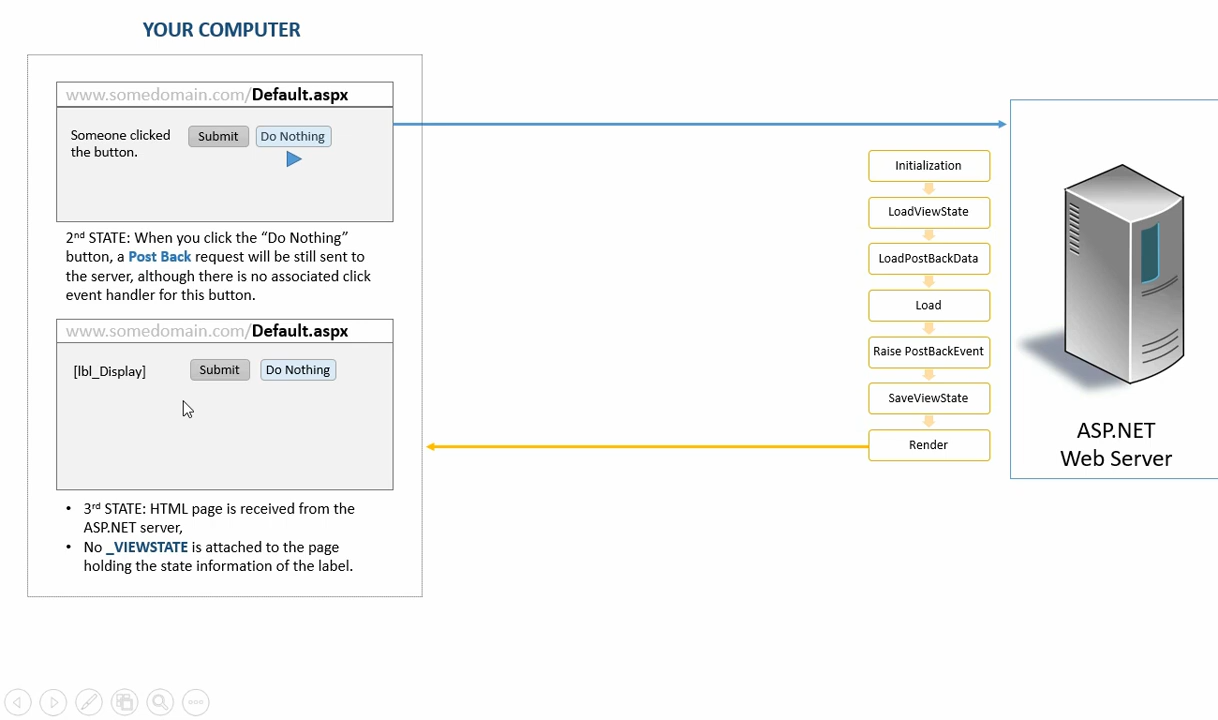 YOUR COMPUTER
www.somedomain.com/Default.aspx
Someone clicked
the button.
Submit
Do Nothing
2nd STATE: When you click the “Do Nothing”
button, a Post Back request will be still sent to
the server, although there is no associated click
event handler for this button.
www.somedomain.com/Default.aspx
[lbl_Display]
Submit
Do Nothing
• 3rd STATE: HTML page is received from the
ASP.NET server,
• No _VIEWSTATE is attached to the page
holding the state information of the label.
Initialization
LoadViewState
LoadPostBackData
Load
Raise PostBackEvent
SaveViewState
Render
ASP.NET
Web Server